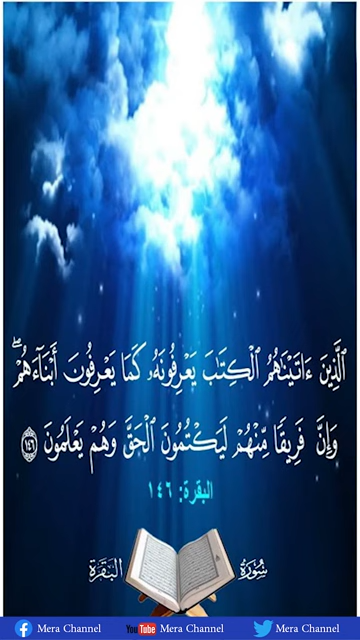 ٱلَّذِينَ ءَاتَيْنَٰهُمُ ٱلْكِتَٰبَ يَعْرِفُونَهُۥ كَمَا يَعْرِفُونَ أَبْنَآءَهُمْ ۖ
وَإِنَّ فَرِيقًا مِّنْهُمْ لَيَكْتُمُونَ ٱلْحَقَّ وَهُمْ يَعْلَمُونَ ١٤٦
البقرة: ١٤٦
سُورَةُ البَقَرَةِ
Mera Channel YouTube Mera Channel Mera Channel